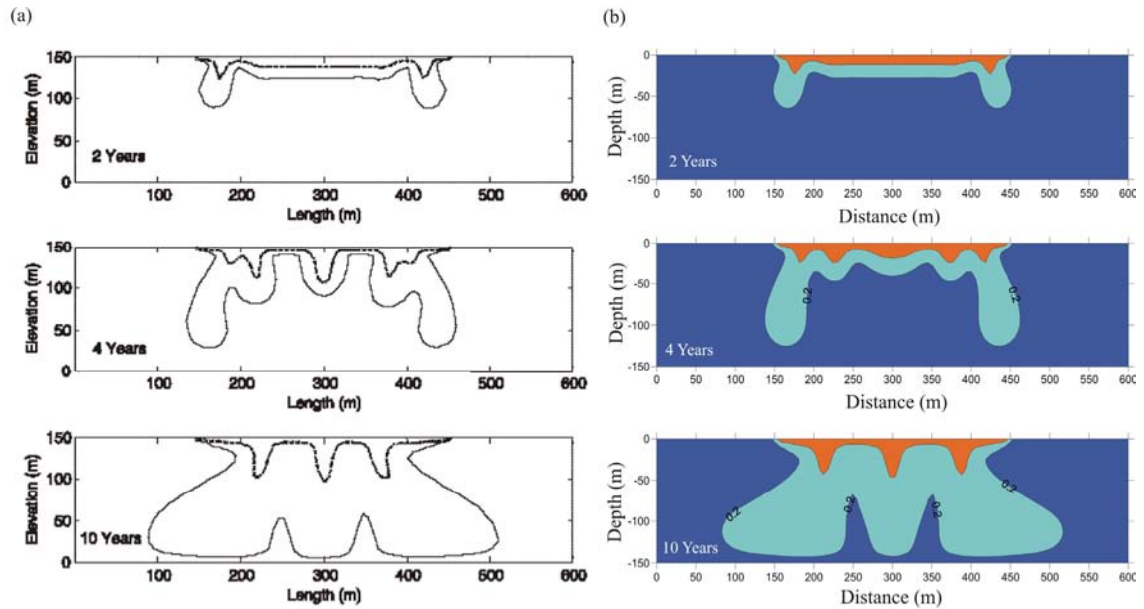 (a)
150
100
50
0
Elevation (m)
2 Years
100 200 300 400 500 600
Length (m)
150
100
50
0
Elevation (m)
4 Years
100 200 300 400 500 600
Length (m)
150
100
50
0
Elevation (m)
10 Years
100 200 300 400 500 600
Length (m)
(b)
0
-50
-100
-150
Depth (m)
2 Years
0 50 100 150 200 250 300 350 400 450 500 550 600
Distance (m)
0
-50
-100
-150
Depth (m)
0.2
0.2
4 Years
0 50 100 150 200 250 300 350 400 450 500 550 600
Distance (m)
0
-50
-100
-150
Depth (m)
0.2
0.2
0.2
0.2
10 Years
0 50 100 150 200 250 300 350 400 450 500 550 600
Distance (m)